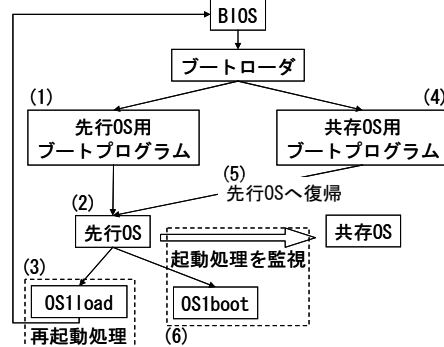 BIOS
ブートローダ
(1)
(4)
先行OS用
ブートプログラム
共存OS用
ブートプログラム
(5)
先行OSへ復帰
(2)
先行OS
共存OS
起動処理を監視
(3)
OS1load
OS1boot
再起動処理
(6)